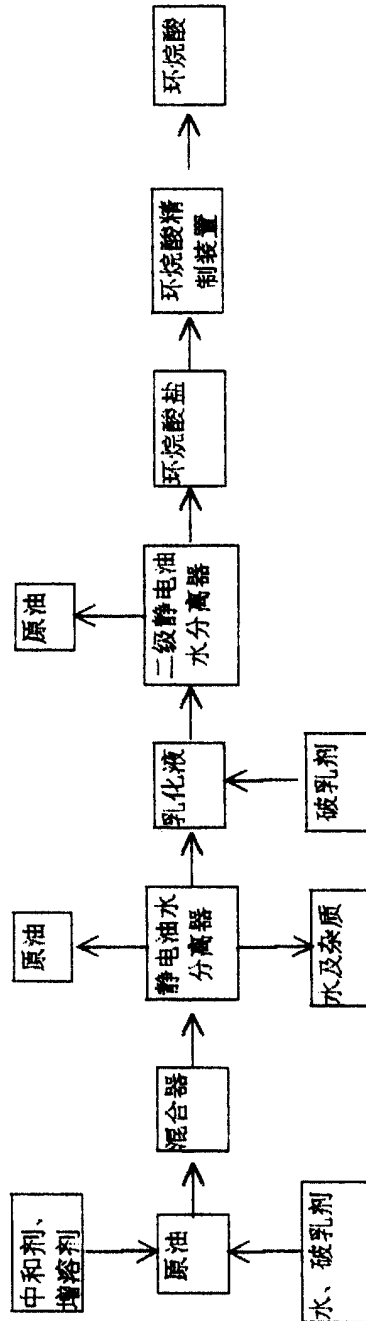 中和剂、
增溶剂
原油
水、破乳剂
混合器
原油
静电油水
分离器
水及杂质
乳化液
破乳剂
原油
二级静电油
水分离器
环烷酸盐
环烷酸精
制装置
环烷酸